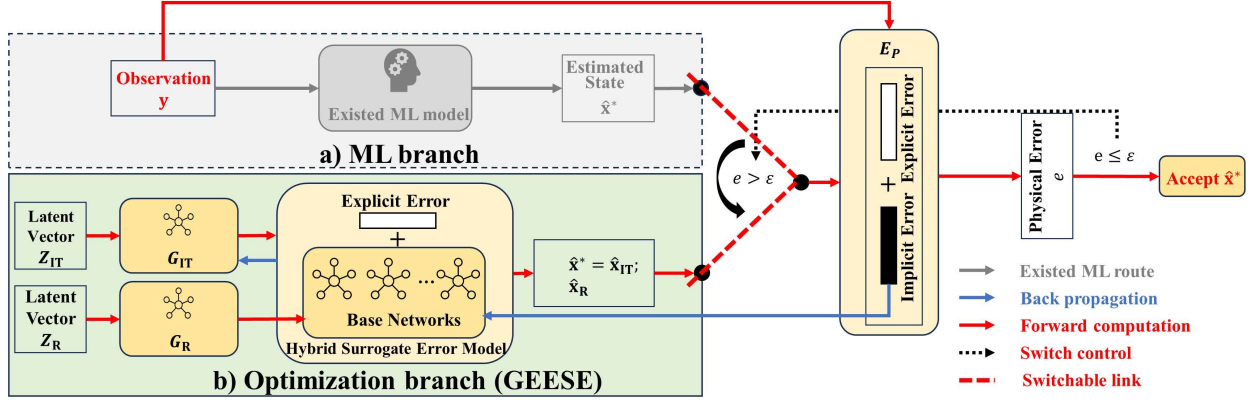 Observation
y
Existed ML model
Estimated
State
x̂*
a) ML branch
Latent
Vector
Z_IT
G_IT
Latent
Vector
Z_R
G_R
Explicit Error
+
...
Base Networks
Hybrid Surrogate Error Model
x̂* = x̂_IT;
x̂_R
b) Optimization branch (GEESE)
e > ε
E_P
Implicit Error + Explicit Error
Physical Error
e
e ≤ ε
Accept x̂*
Existed ML route
Back propagation
Forward computation
Switch control
Switchable link